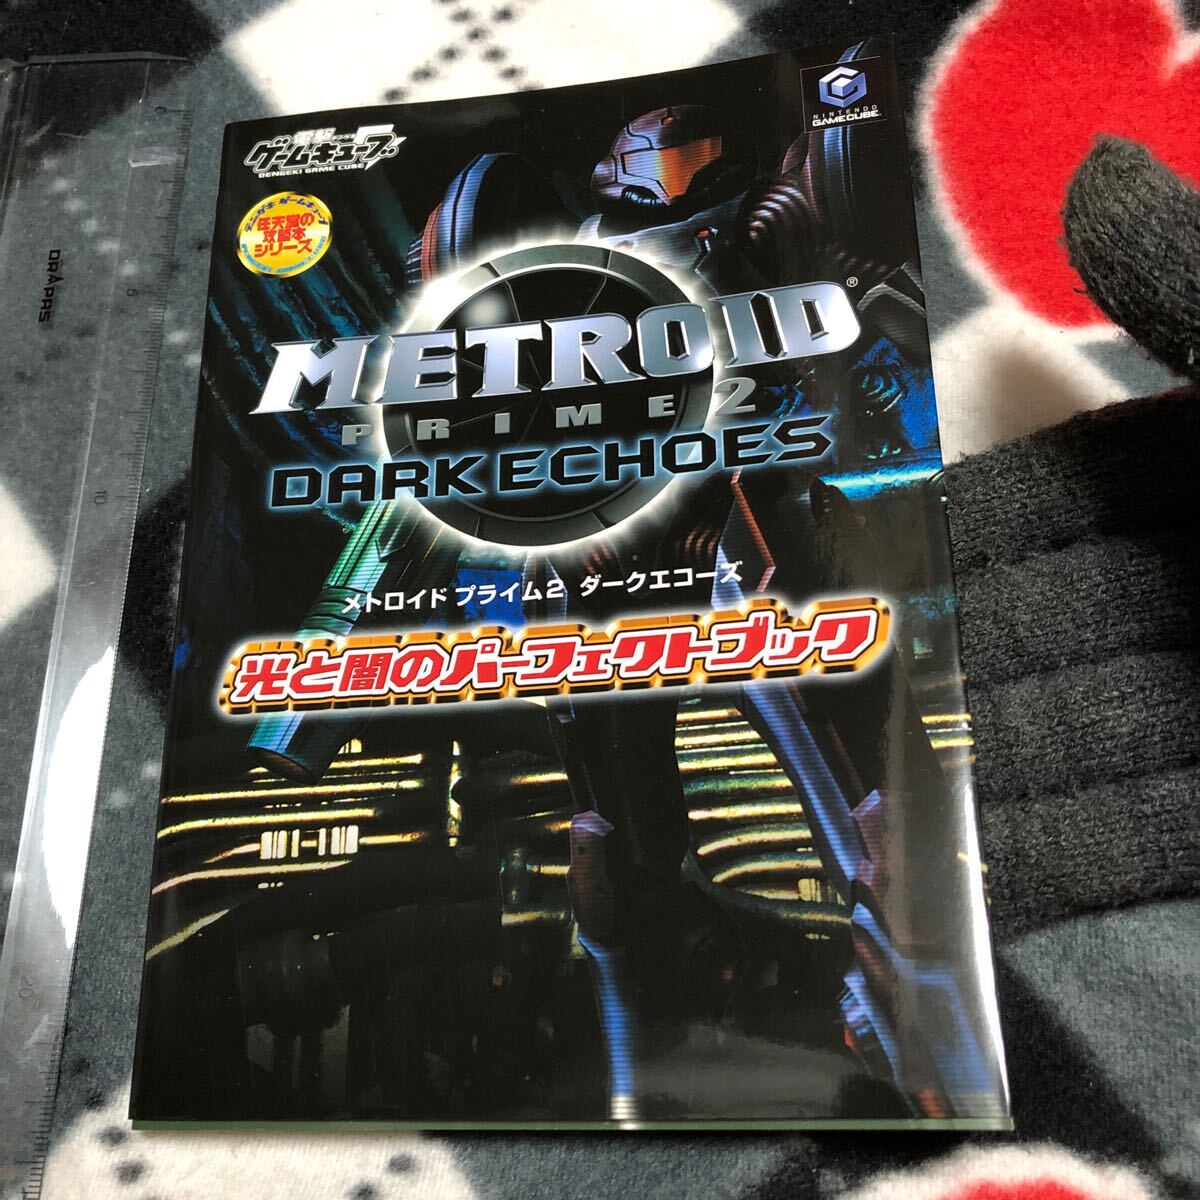 電撃
ゲームキューブ
DENGEKI GAME CUBE
任天堂の
攻略本
シリーズ
NINTENDO
GAMECUBE
METROID®
PRIME 2
DARK ECHOES
メトロイド プライム2 ダークエコーズ
光と闇のパーフェクトブック
DRAPAS
5
10
20